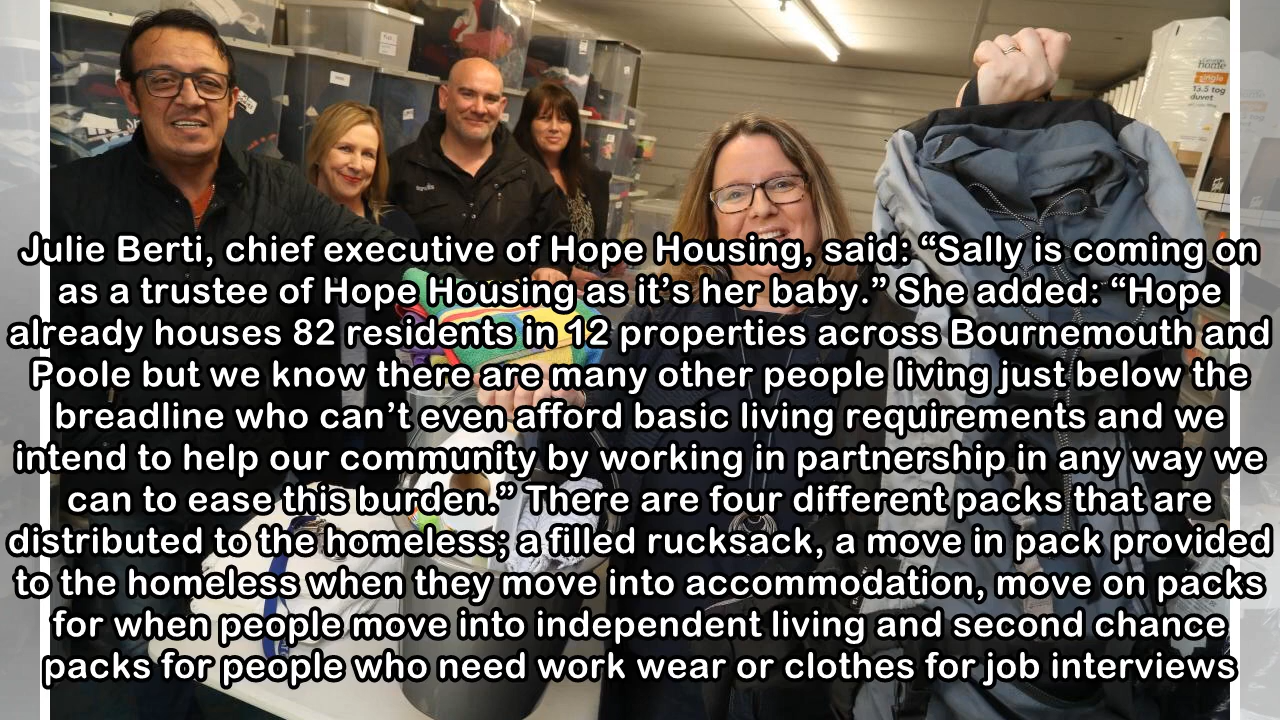 Julie Berti, chief executive of Hope Housing, said: “Sally is coming on
as a trustee of Hope Housing as it’s her baby.” She added: “Hope
already houses 82 residents in 12 properties across Bournemouth and
Poole but we know there are many other people living just below the
breadline who can’t even afford basic living requirements and we
intend to help our community by working in partnership in any way we
can to ease this burden.” There are four different packs that are
distributed to the homeless; a filled rucksack, a move in pack provided
to the homeless when they move into accommodation, move on packs
for when people move into independent living and second chance
packs for people who need work wear or clothes for job interviews
home
single
13.5 tog
duvet